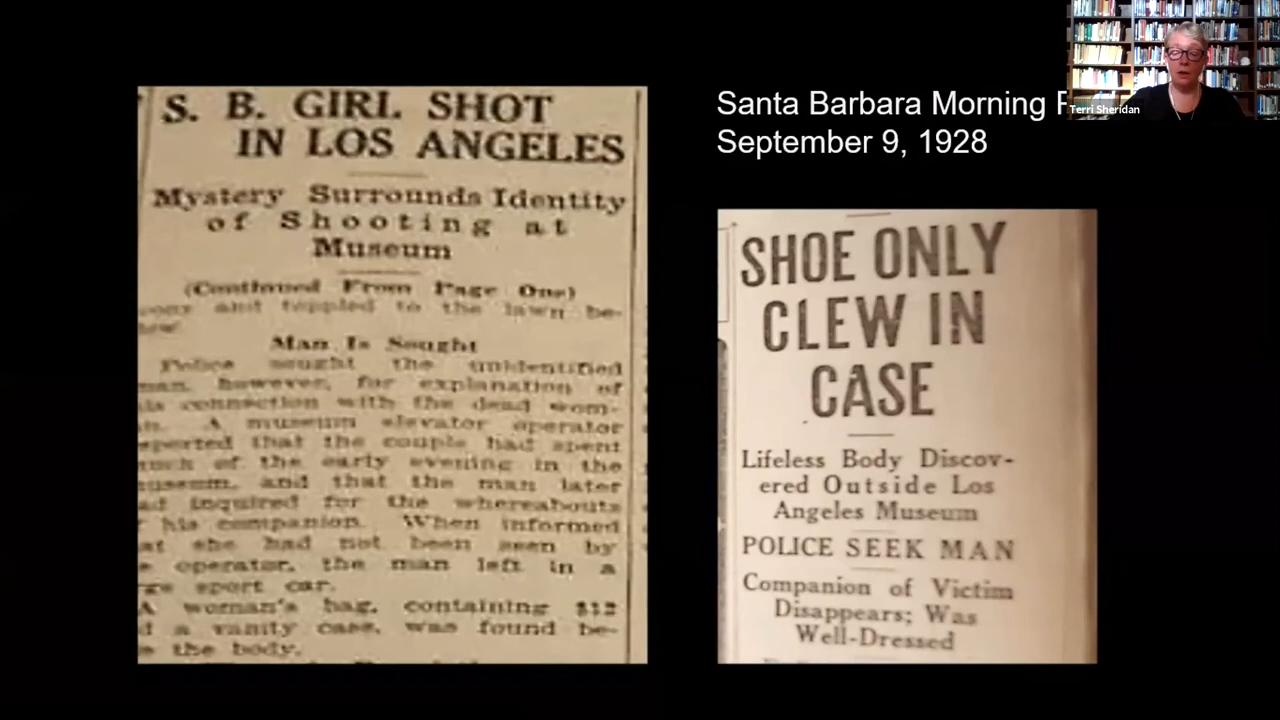 S. B. GIRL SHOT
IN LOS ANGELES
Mystery Surrounds Identity
of Shooting at
Museum
(Continued From Page One)
and toppled to the lawn be-
Man Is Sought
Police sought the unidentified
man, however, for explanation of
connection with the dead wom-
A museum elevator operator
that the couple had spent
of the early evening in the
and that the man later
inquired for the whereabouts
his companion. When informed
she had not been seen by
operator, the man left in a
sport car.
A woman's bag, containing $12
a vanity case, was found be-
the body.
Santa Barbara Morning
September 9, 1928
SHOE ONLY
CLEW IN
CASE
Lifeless Body Discov-
ered Outside Los
Angeles Museum
POLICE SEEK MAN
Companion of Victim
Disappears; Was
Well-Dressed
Terri Sheridan